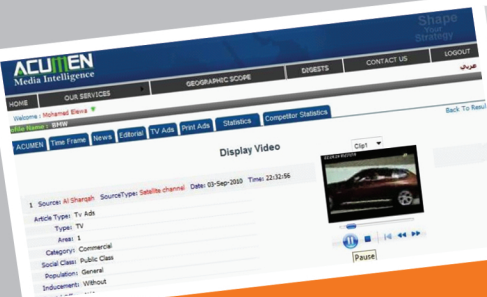 ACUMEN
Media Intelligence
Shape
Your
Strategy
HOME OUR SERVICES GEOGRAPHIC SCOPE DIGESTS CONTACT US LOGOUT
Welcome : Mohamed Elewa
عربي
ofile Name : BMW
ACUMEN Time Frame News Editorial TV Ads Print Ads Statistics Competitor Statistics
Back To Resul
Display Video
Clip1
1 Source: Al Sharqah SourceType: Satellite channel Date: 03-Sep-2010 Time: 22:32:56
Article Type: Tv Ads
Type: TV
Area: 1
Category: Commercial
Social Class: Public Class
Population: General
Inducement: Without
Pause